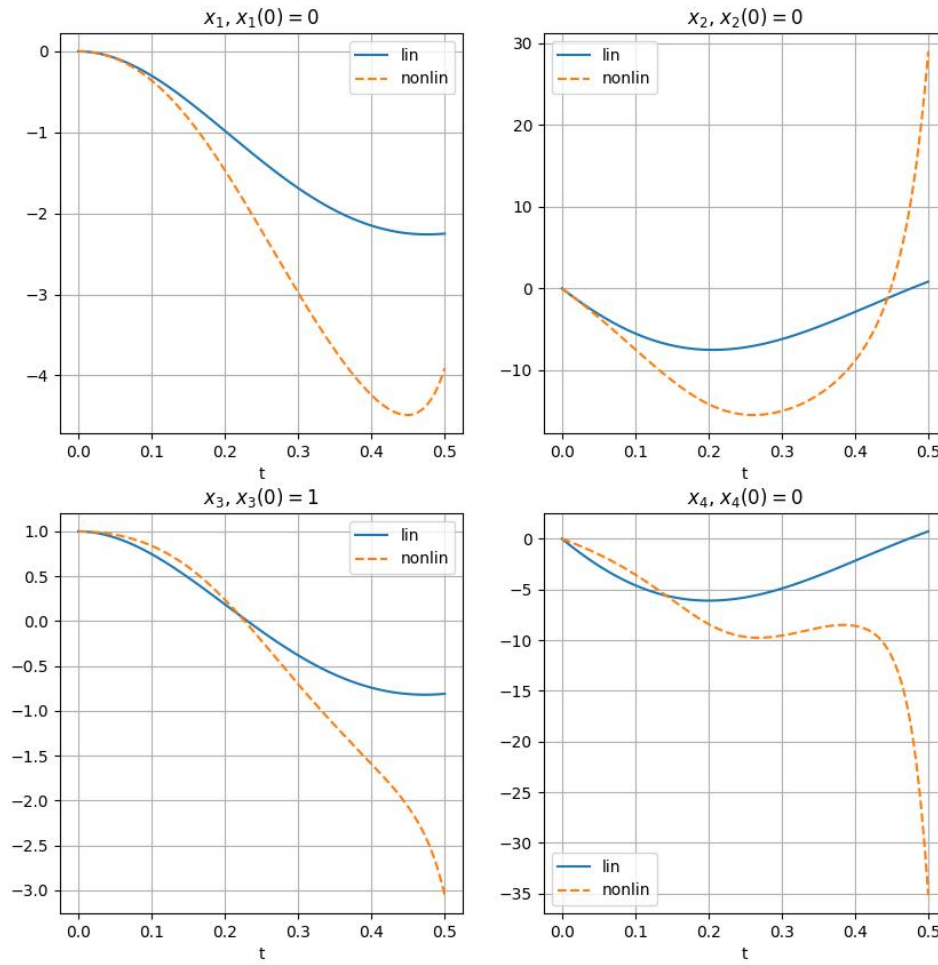 x₁, x₁(0) = 0
lin
nonlin
0
−1
−2
−3
−4
0.0 0.1 0.2 0.3 0.4 0.5
t
x₂, x₂(0) = 0
lin
nonlin
30
20
10
0
−10
0.0 0.1 0.2 0.3 0.4 0.5
t
x₃, x₃(0) = 1
lin
nonlin
1.0
0.5
0.0
−0.5
−1.0
−1.5
−2.0
−2.5
−3.0
0.0 0.1 0.2 0.3 0.4 0.5
t
x₄, x₄(0) = 0
0
−5
−10
−15
−20
−25
−30
−35
lin
nonlin
0.0 0.1 0.2 0.3 0.4 0.5
t